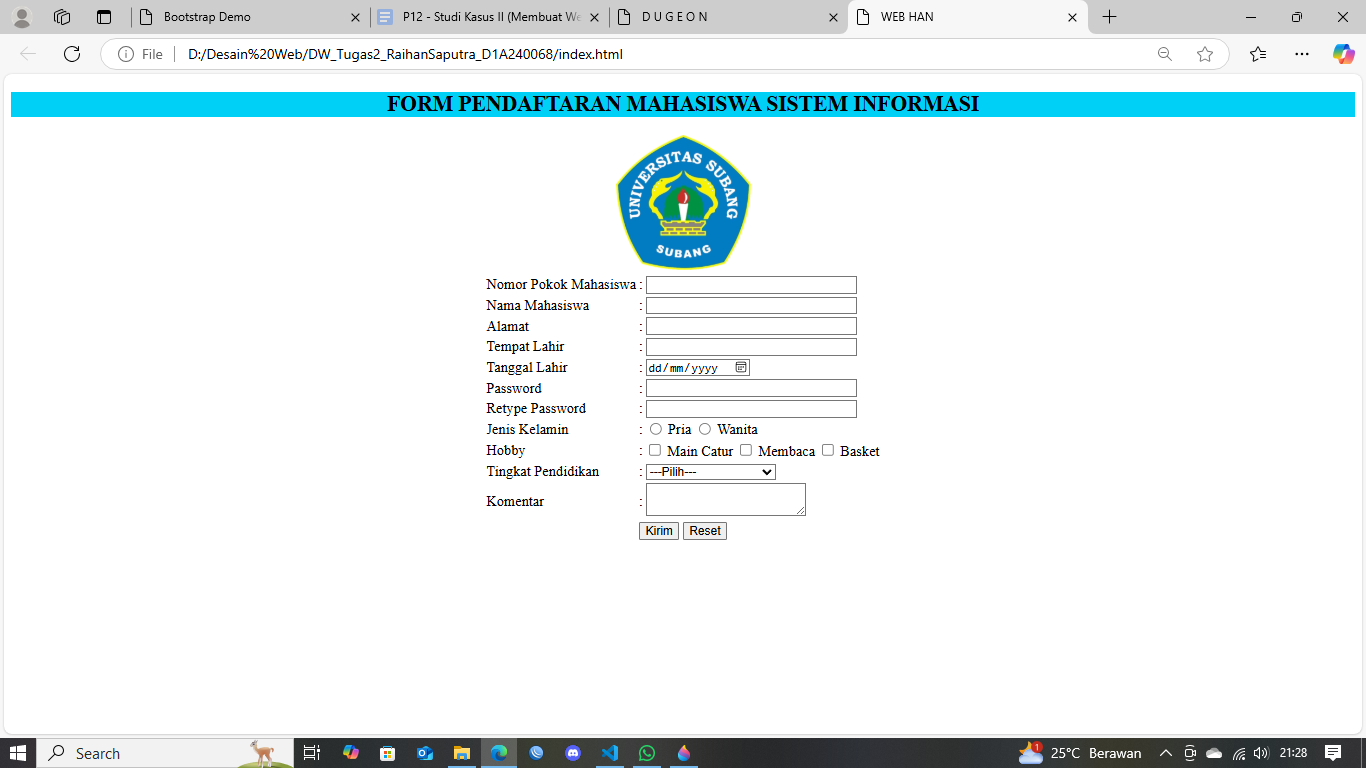 Bootstrap Demo
P12 - Studi Kasus II (Membuat We
D U G E O N
WEB HAN
File
D:/Desain%20Web/DW_Tugas2_RaihanSaputra_D1A240068/index.html
FORM PENDAFTARAN MAHASISWA SISTEM INFORMASI
UNIVERSITAS SUBANG
SUBANG
Nomor Pokok Mahasiswa :
Nama Mahasiswa :
Alamat :
Tempat Lahir :
Tanggal Lahir : dd/mm/yyyy
Password :
Retype Password :
Jenis Kelamin : Pria Wanita
Hobby : Main Catur Membaca Basket
Tingkat Pendidikan : ---Pilih---
Komentar :
Kirim Reset
Search
1
25°C Berawan
21:28